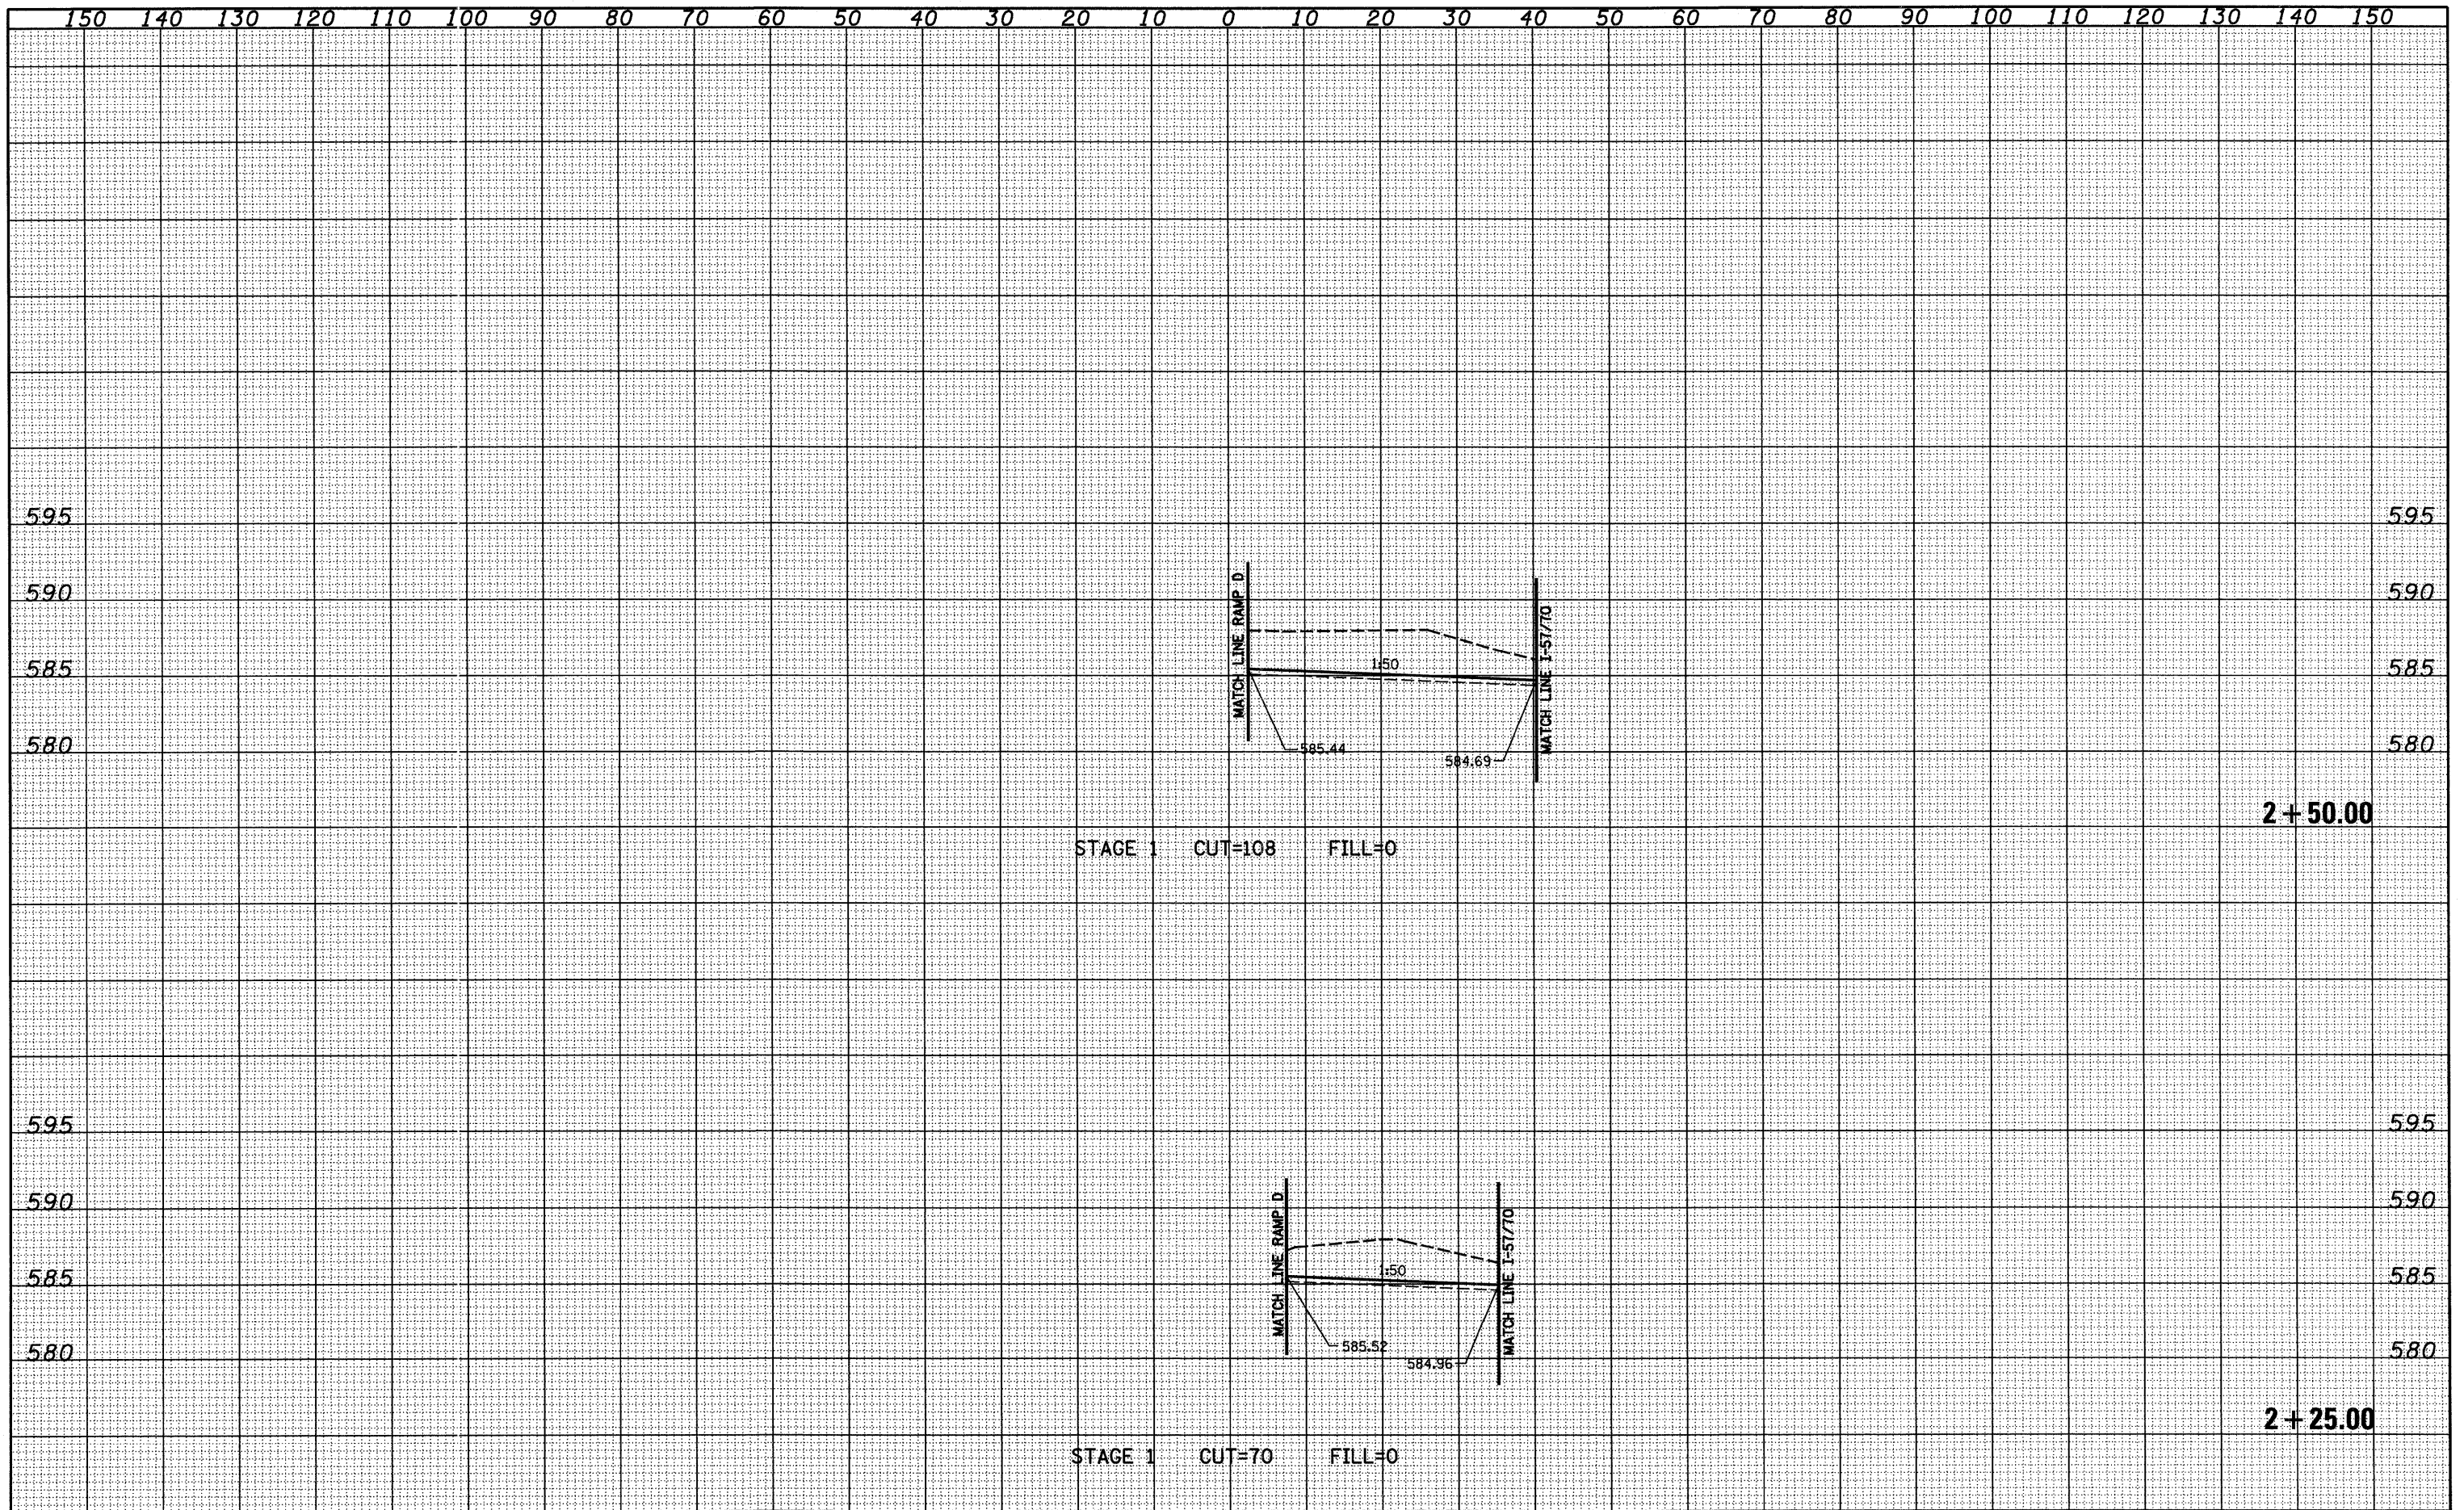 150 140 130 120 110 100 90 80 70 60 50 40 30 20 10 0 10 20 30 40 50 60 70 80 90 100 110 120 130 140 150
595 595
590 590
MATCH LINE RAMP D
MATCH LINE I-57/70
585 1:50 585
580 585.44 580
584.69
2+50.00
STAGE 1 CUT=108 FILL=0
595 595
590 590
MATCH LINE RAMP D
MATCH LINE I-57/70
585 1:50 585
580 585.52 580
584.96
2+25.00
STAGE 1 CUT=70 FILL=0